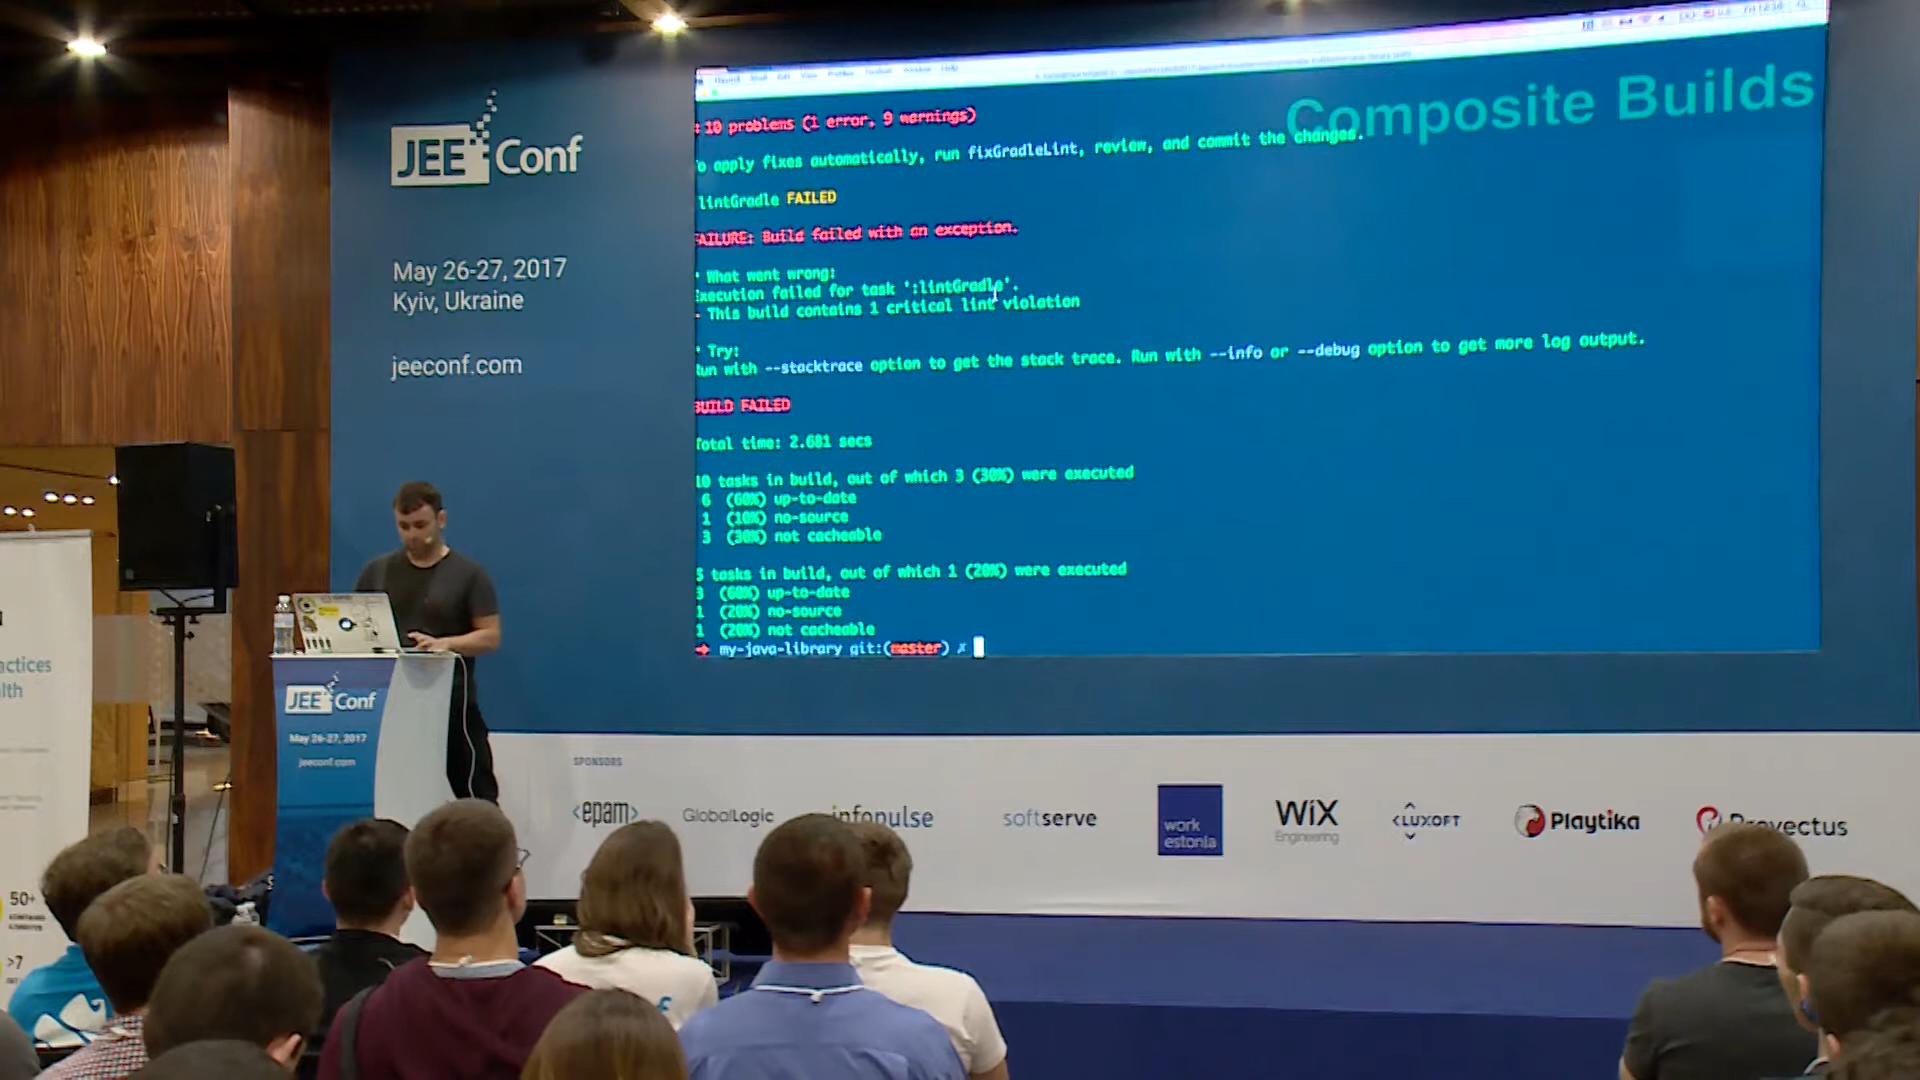 JEE Conf
May 26-27, 2017
Kyiv, Ukraine
jeeconf.com
Composite Builds
10 problems (1 error, 9 warnings)
o apply fixes automatically, run fixGradleLint, review, and commit the changes.
lintGradle FAILED
FAILURE: Build failed with an exception.
* What went wrong:
Execution failed for task ':lintGradle'.
- This build contains 1 critical lint violation
* Try:
Run with --stacktrace option to get the stack trace. Run with --info or --debug option to get more log output.
BUILD FAILED
Total time: 2.681 secs
10 tasks in build, out of which 3 (30%) were executed
6 (60%) up-to-date
1 (10%) no-source
3 (30%) not cacheable
5 tasks in build, out of which 1 (20%) were executed
3 (60%) up-to-date
1 (20%) no-source
1 (20%) not cacheable
➜ my-java-library git:(master) ✗
JEE Conf
May 26-27, 2017
jeeconf.com
SPONSORS
<epam>
GlobalLogic
infopulse
softserve
work estonia
WiX Engineering
<LUXOFT
Playtika
Provectus
actices
lth
50+
>7